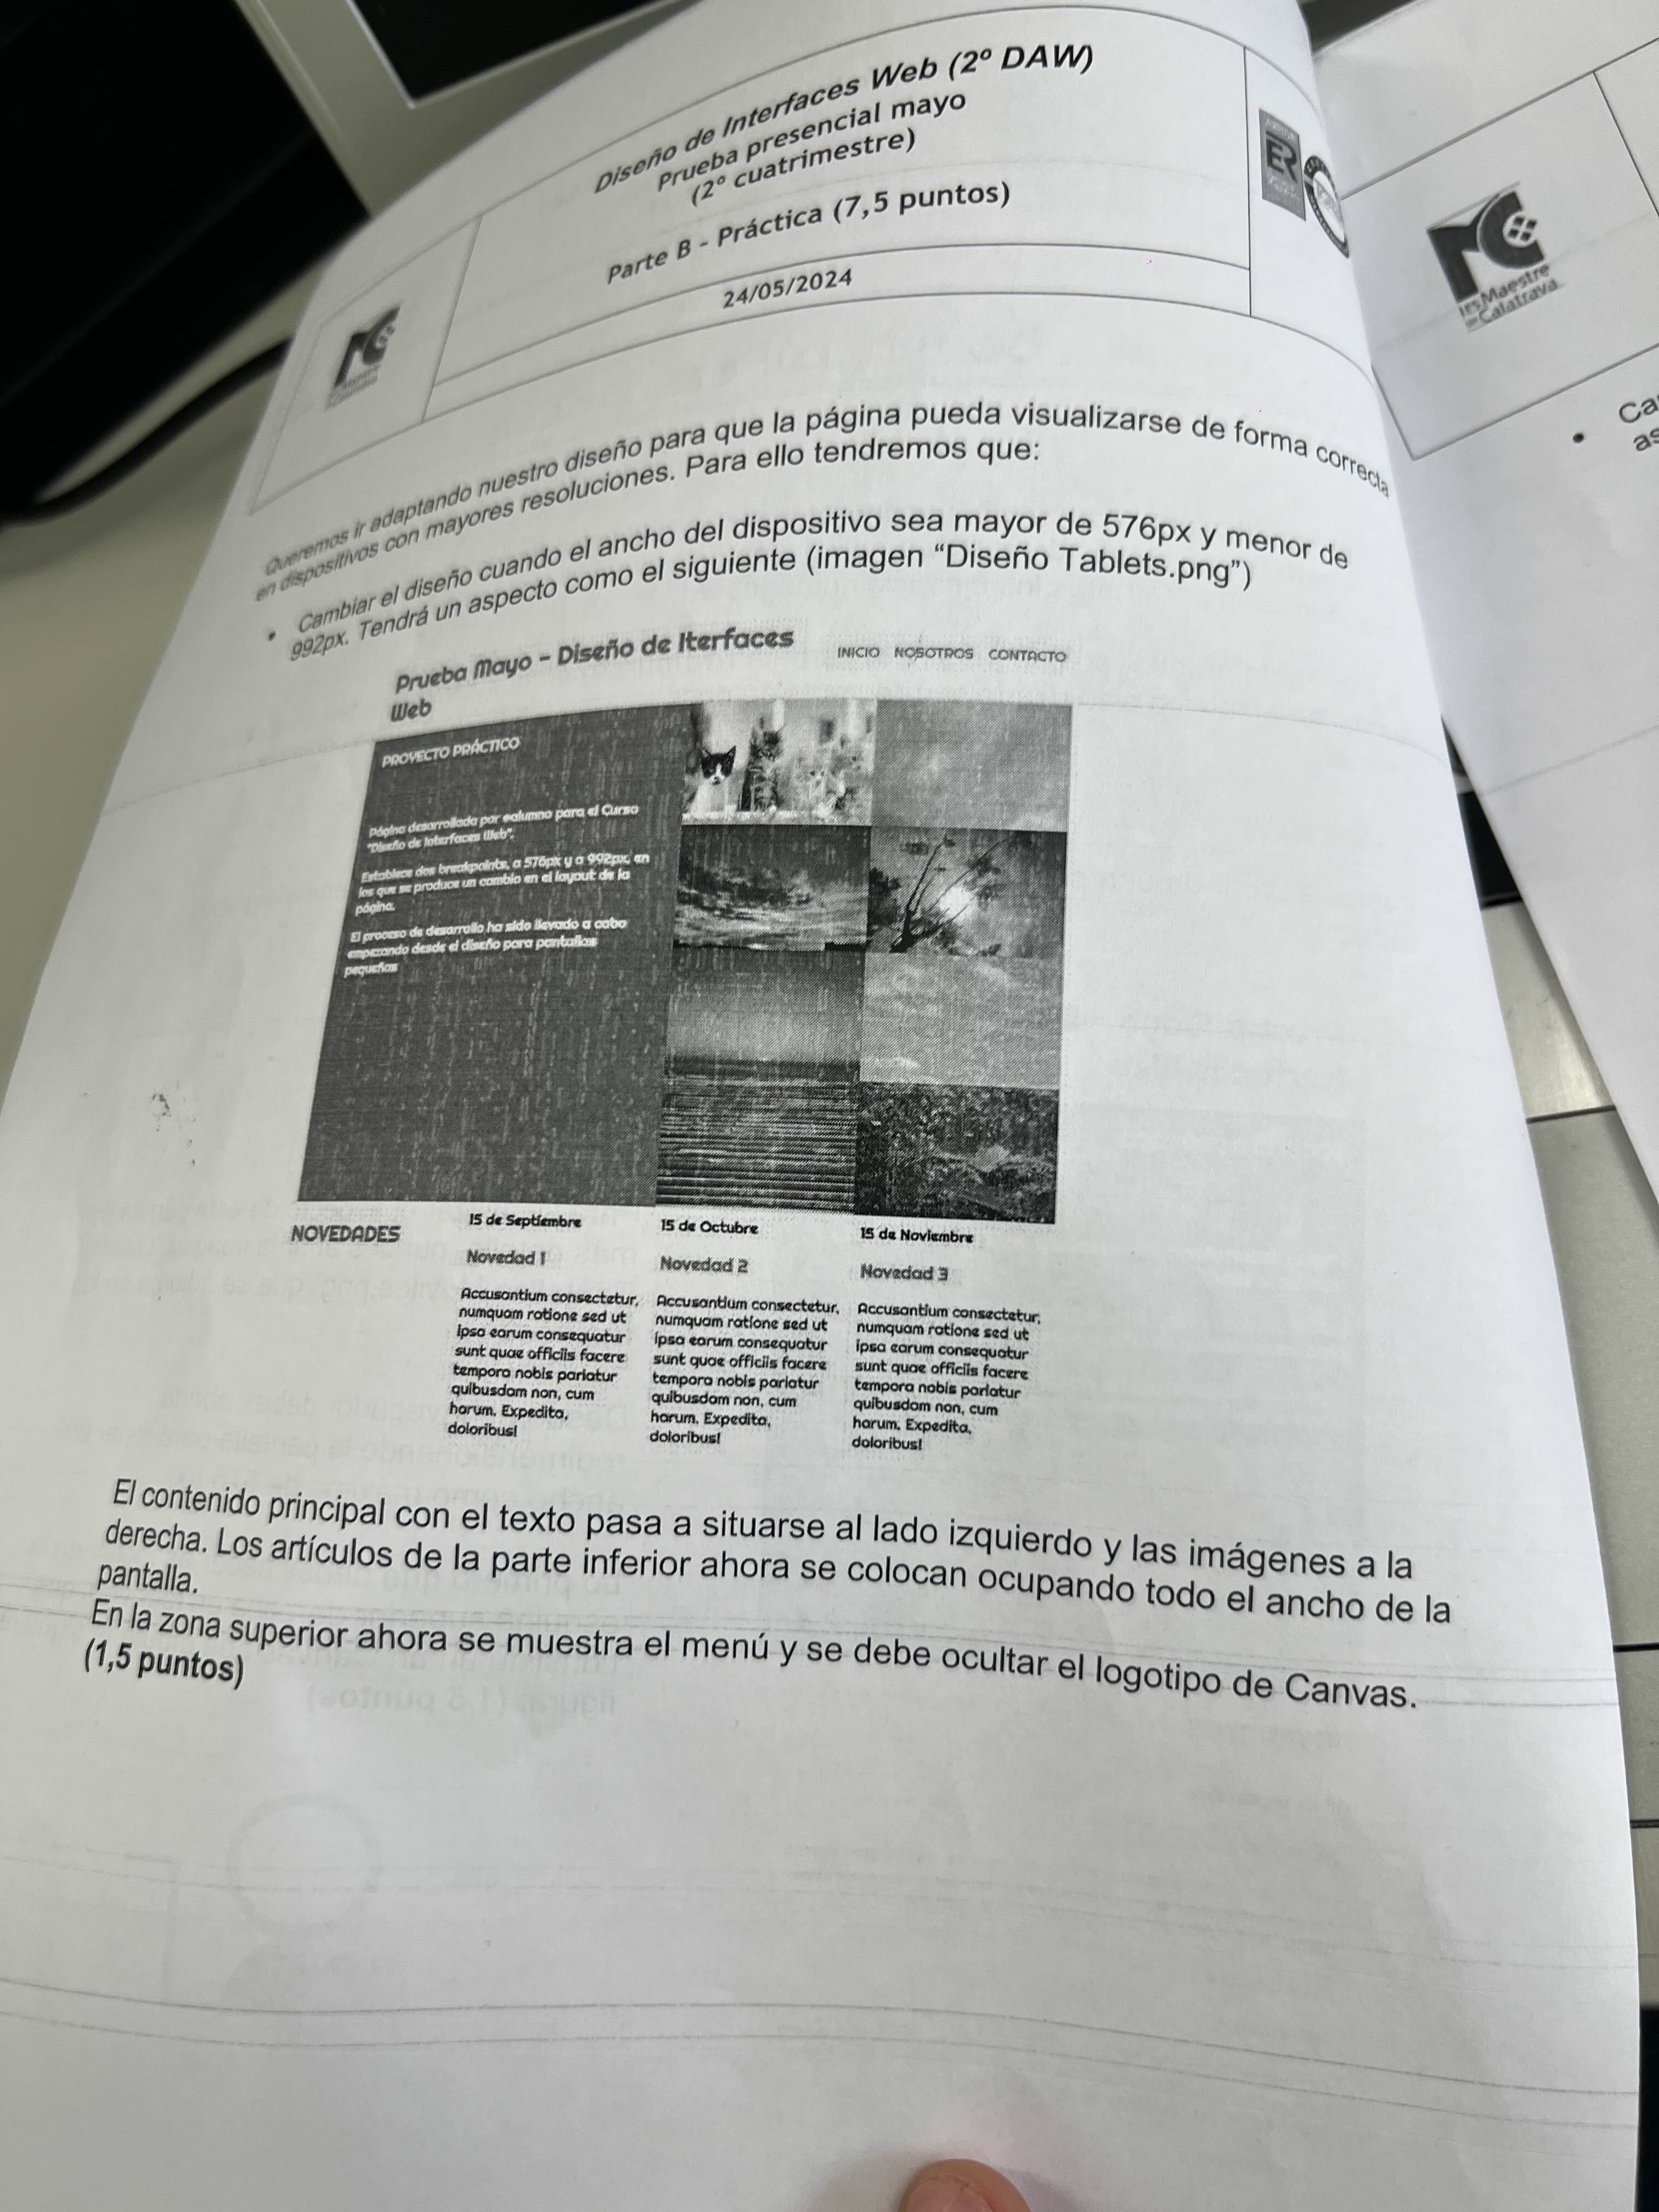 Diseño de Interfaces Web (2º DAW)
Prueba presencial mayo
(2º cuatrimestre)
Parte B - Práctica (7,5 puntos)
24/05/2024
Ies Maestre
de Calatrava
Ca
as
Queremos ir adaptando nuestro diseño para que la página pueda visualizarse de forma correcta
en dispositivos con mayores resoluciones. Para ello tendremos que:
• Cambiar el diseño cuando el ancho del dispositivo sea mayor de 576px y menor de
992px. Tendrá un aspecto como el siguiente (imagen “Diseño Tablets.png”)
Prueba Mayo - Diseño de Iterfaces
Web
INICIO NOSOTROS CONTACTO
PROYECTO PRÁCTICO
Página desarrollada por ealumno para el Curso
"Diseño de Interfaces Web".
Establece dos breakpoints, a 576px y a 992px, en
los que se produce un cambio en el layout de la
página.
El proceso de desarrollo ha sido llevado a cabo
empezando desde el diseño para pantallas
pequeñas
NOVEDADES
15 de Septiembre
Novedad 1
Accusantium consectetur,
numquam ratione sed ut
ipsa earum consequatur
sunt quae officiis facere
tempora nobis pariatur
quibusdam non, cum
harum. Expedita,
doloribus!
15 de Octubre
Novedad 2
Accusantium consectetur,
numquam ratione sed ut
ipsa earum consequatur
sunt quae officiis facere
tempora nobis pariatur
quibusdam non, cum
harum. Expedita,
doloribus!
15 de Noviembre
Novedad 3
Accusantium consectetur,
numquam ratione sed ut
ipsa earum consequatur
sunt quae officiis facere
tempora nobis pariatur
quibusdam non, cum
harum. Expedita,
doloribus!
El contenido principal con el texto pasa a situarse al lado izquierdo y las imágenes a la
derecha. Los artículos de la parte inferior ahora se colocan ocupando todo el ancho de la
pantalla.
En la zona superior ahora se muestra el menú y se debe ocultar el logotipo de Canvas.
(1,5 puntos)